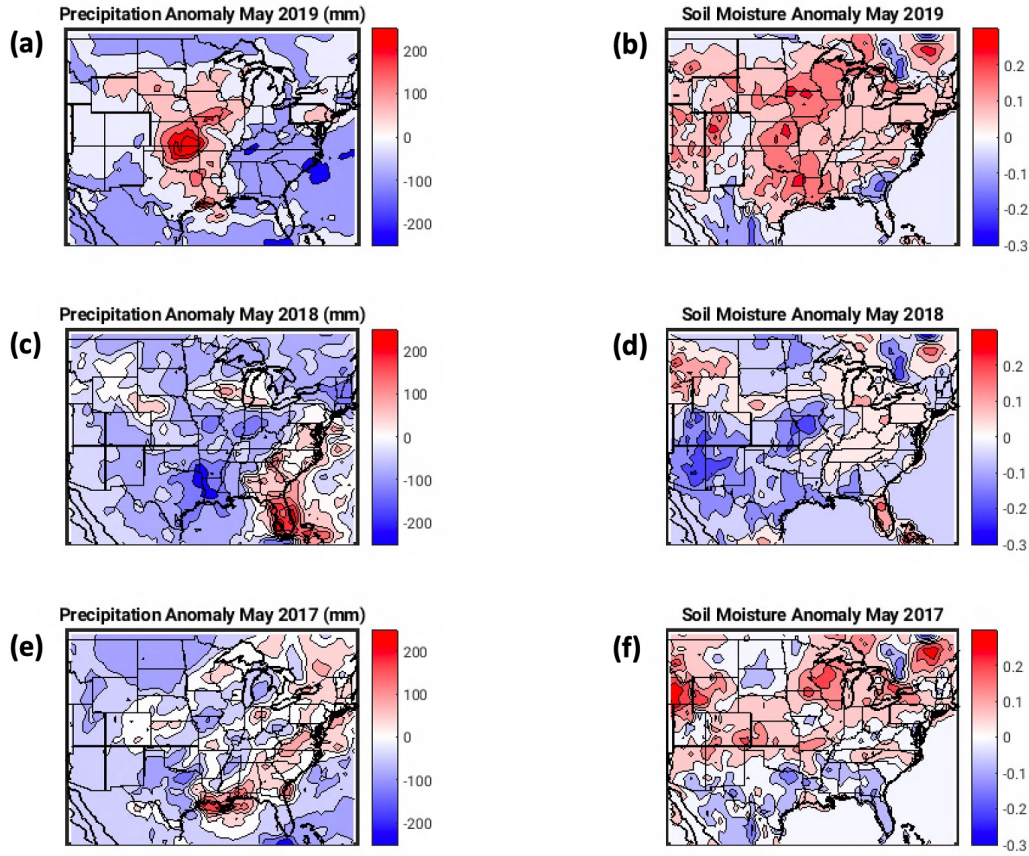 Precipitation Anomaly May 2019 (mm)
(a)
200
100
0
-100
-200
Soil Moisture Anomaly May 2019
(b)
0.2
0.1
0
-0.1
-0.2
-0.3
Precipitation Anomaly May 2018 (mm)
(c)
200
100
0
-100
-200
Soil Moisture Anomaly May 2018
(d)
0.2
0.1
0
-0.1
-0.2
-0.3
Precipitation Anomaly May 2017 (mm)
(e)
200
100
0
-100
-200
Soil Moisture Anomaly May 2017
(f)
0.2
0.1
0
-0.1
-0.2
-0.3